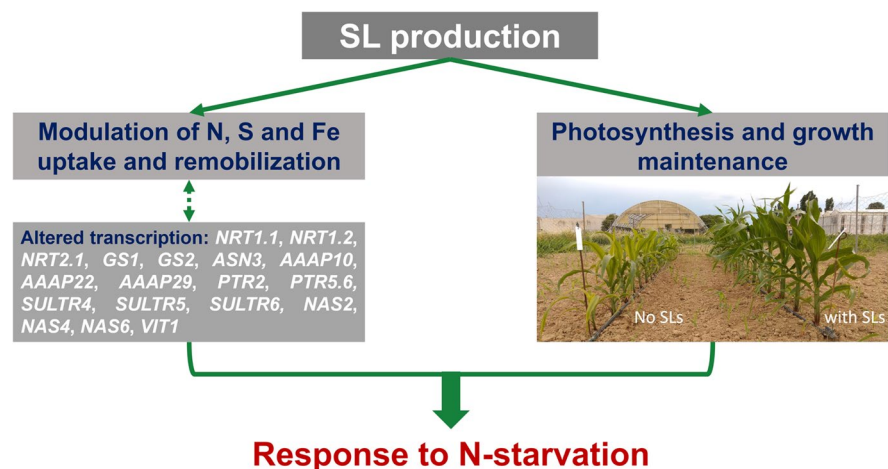 SL production
Modulation of N, S and Fe
uptake and remobilization
Altered transcription: NRT1.1, NRT1.2,
NRT2.1, GS1, GS2, ASN3, AAAP10,
AAAP22, AAAP29, PTR2, PTR5.6,
SULTR4, SULTR5, SULTR6, NAS2,
NAS4, NAS6, VIT1
Photosynthesis and growth
maintenance
No SLs
with SLs
Response to N-starvation